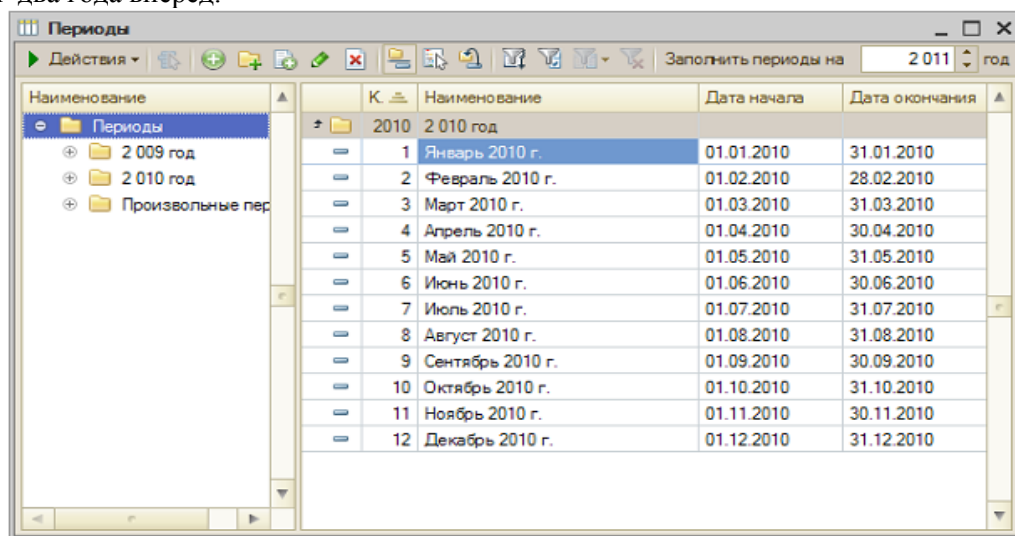 два года вперед.
Периоды
Действия Заполнить периоды на 2 011 год
Наименование
Периоды
2 009 год
2 010 год
Произвольные пер
К. Наименование Дата начала Дата окончания
2010 2 010 год
1 Январь 2010 г. 01.01.2010 31.01.2010
2 Февраль 2010 г. 01.02.2010 28.02.2010
3 Март 2010 г. 01.03.2010 31.03.2010
4 Апрель 2010 г. 01.04.2010 30.04.2010
5 Май 2010 г. 01.05.2010 31.05.2010
6 Июнь 2010 г. 01.06.2010 30.06.2010
7 Июль 2010 г. 01.07.2010 31.07.2010
8 Август 2010 г. 01.08.2010 31.08.2010
9 Сентябрь 2010 г. 01.09.2010 30.09.2010
10 Октябрь 2010 г. 01.10.2010 31.10.2010
11 Ноябрь 2010 г. 01.11.2010 30.11.2010
12 Декабрь 2010 г. 01.12.2010 31.12.2010